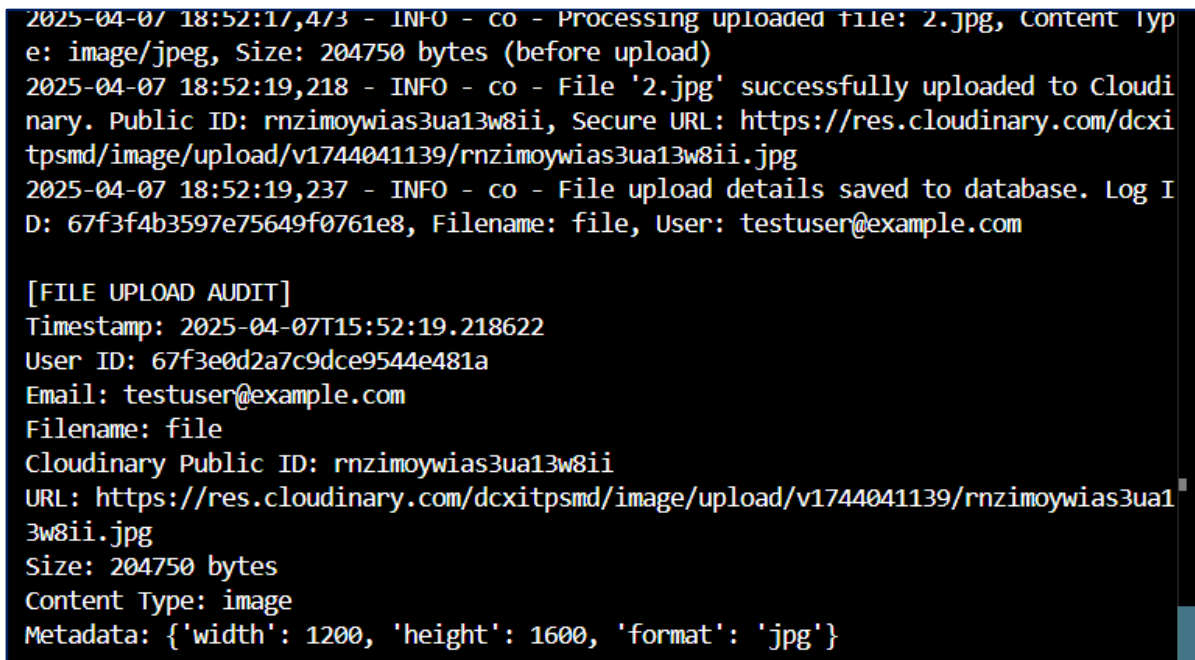 2025-04-07 18:52:17,473 - INFO - co - Processing uploaded file: 2.jpg, Content Typ
e: image/jpeg, Size: 204750 bytes (before upload)
2025-04-07 18:52:19,218 - INFO - co - File '2.jpg' successfully uploaded to Cloudi
nary. Public ID: rnzimoywias3ua13w8ii, Secure URL: https://res.cloudinary.com/dcxi
tpsmd/image/upload/v1744041139/rnzimoywias3ua13w8ii.jpg
2025-04-07 18:52:19,237 - INFO - co - File upload details saved to database. Log I
D: 67f3f4b3597e75649f0761e8, Filename: file, User: testuser@example.com

[FILE UPLOAD AUDIT]
Timestamp: 2025-04-07T15:52:19.218622
User ID: 67f3e0d2a7c9dce9544e481a
Email: testuser@example.com
Filename: file
Cloudinary Public ID: rnzimoywias3ua13w8ii
URL: https://res.cloudinary.com/dcxitpsmd/image/upload/v1744041139/rnzimoywias3ua1
3w8ii.jpg
Size: 204750 bytes
Content Type: image
Metadata: {'width': 1200, 'height': 1600, 'format': 'jpg'}